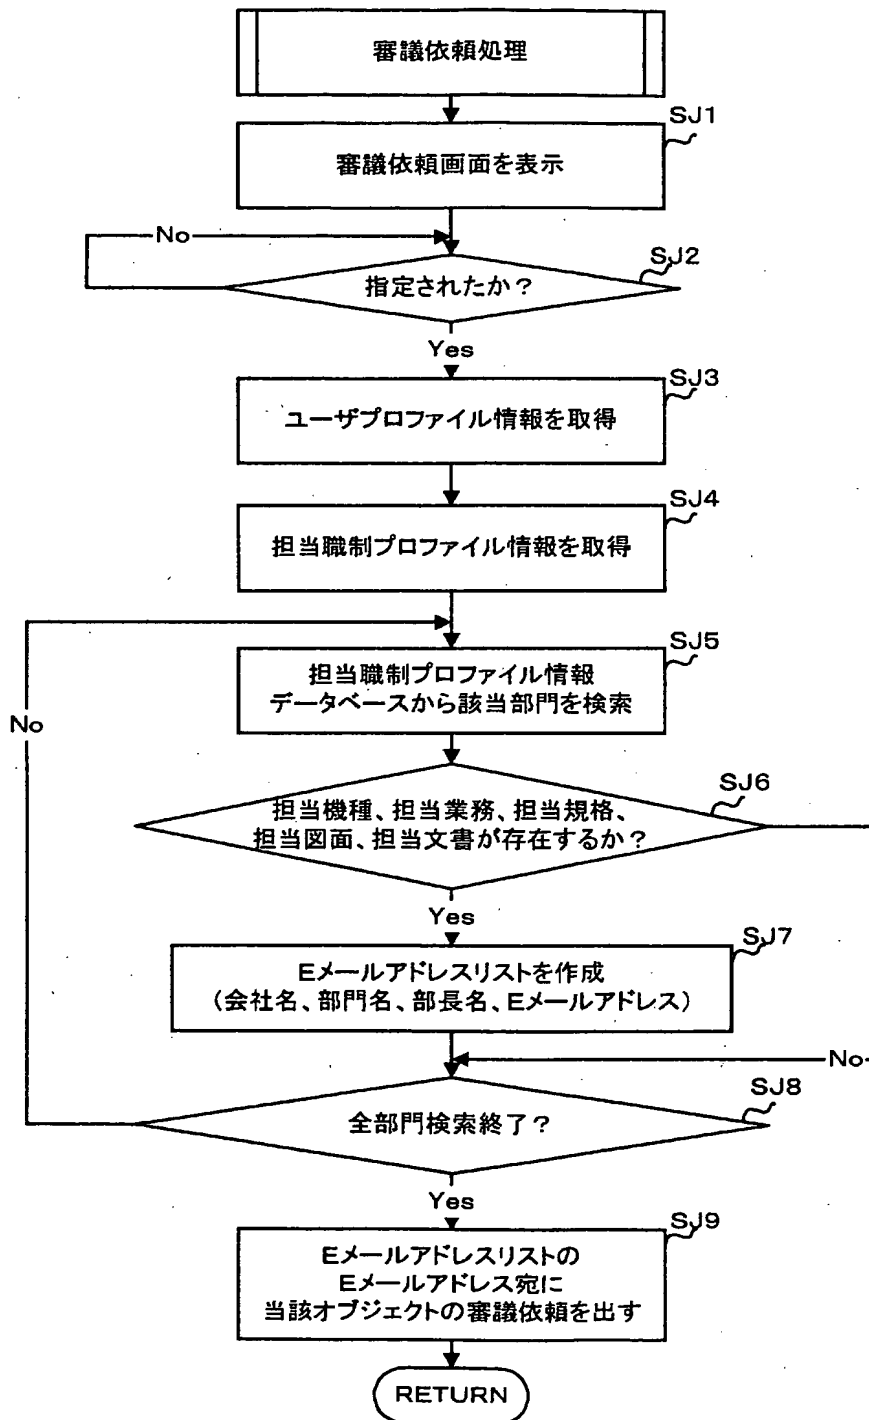 審議依頼処理
SJ1
審議依頼画面を表示
No
SJ2
指定されたか?
Yes
SJ3
ユーザプロファイル情報を取得
SJ4
担当職制プロファイル情報を取得
SJ5
担当職制プロファイル情報
データベースから該当部門を検索
No
SJ6
担当機種、担当業務、担当規格、
担当図面、担当文書が存在するか?
Yes
SJ7
Eメールアドレスリストを作成
(会社名、部門名、部長名、Eメールアドレス)
No
SJ8
全部門検索終了?
Yes
SJ9
Eメールアドレスリストの
Eメールアドレス宛に
当該オブジェクトの審議依頼を出す
RETURN